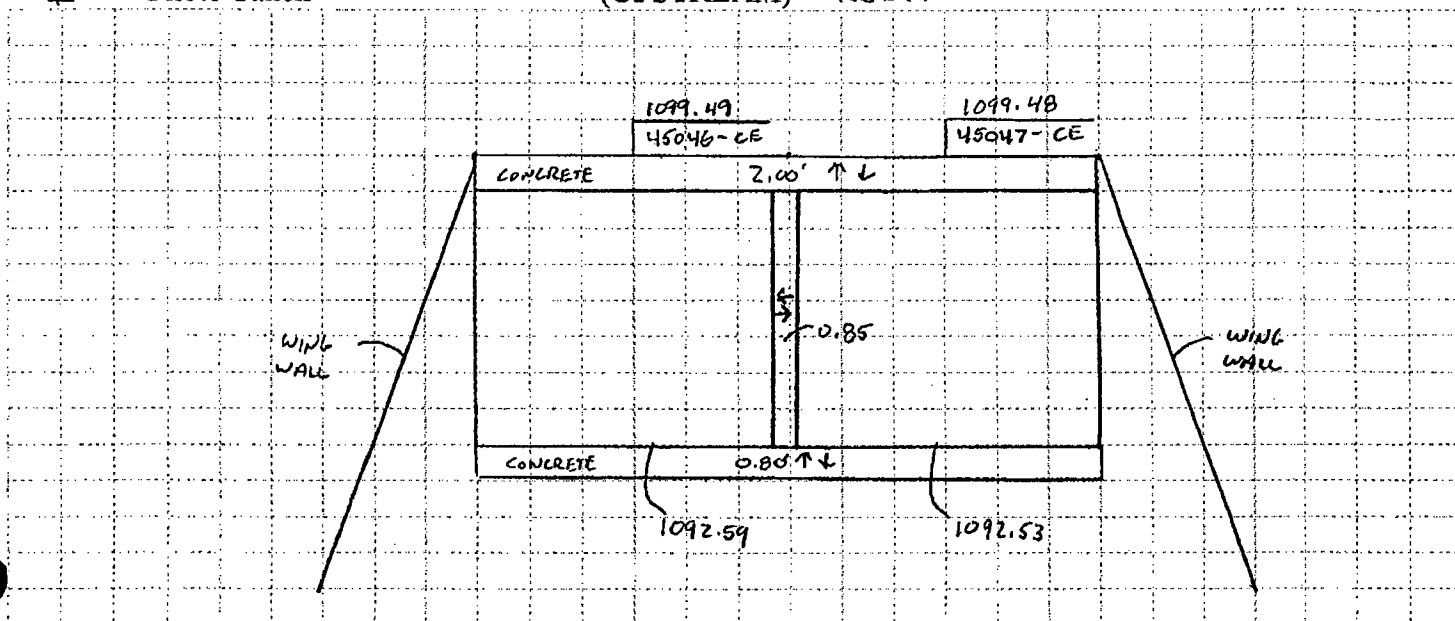 (UPSTREAM)
1099.49
45046-CE
1099.48
45047-CE
CONCRETE 2.00' ↑ ↓
0.85
WING
WALL
WING
WALL
CONCRETE 0.80' ↑ ↓
1092.59
1092.53